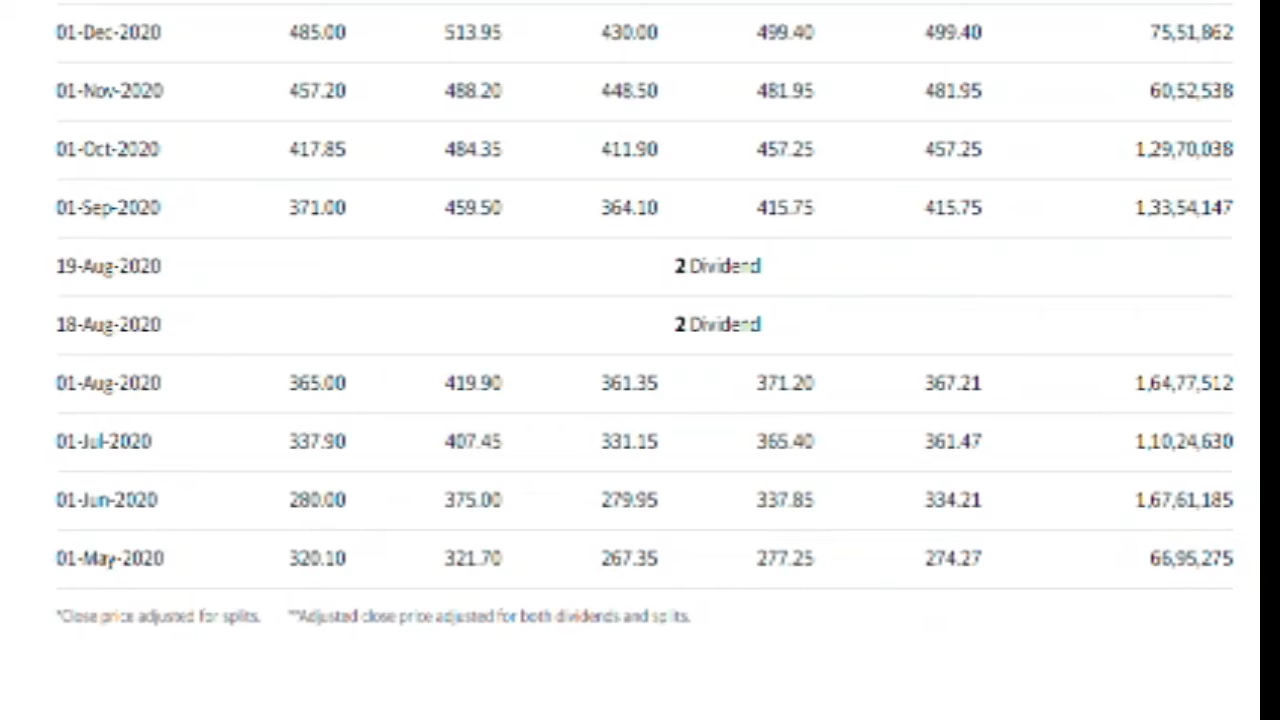 01-Dec-2020 485.00 513.95 430.00 499.40 499.40 75,51,862
01-Nov-2020 457.20 488.20 448.50 481.95 481.95 60,52,538
01-Oct-2020 417.85 484.35 411.90 457.25 457.25 1,29,70,038
01-Sep-2020 371.00 459.50 364.10 415.75 415.75 1,33,54,147
19-Aug-2020 2 Dividend
18-Aug-2020 2 Dividend
01-Aug-2020 365.00 419.90 361.35 371.20 367.21 1,64,77,512
01-Jul-2020 337.90 407.45 331.15 365.40 361.47 1,10,24,630
01-Jun-2020 280.00 375.00 279.95 337.85 334.21 1,67,61,185
01-May-2020 320.10 321.70 267.35 277.25 274.27 66,95,275
*Close price adjusted for splits. **Adjusted close price adjusted for both dividends and splits.